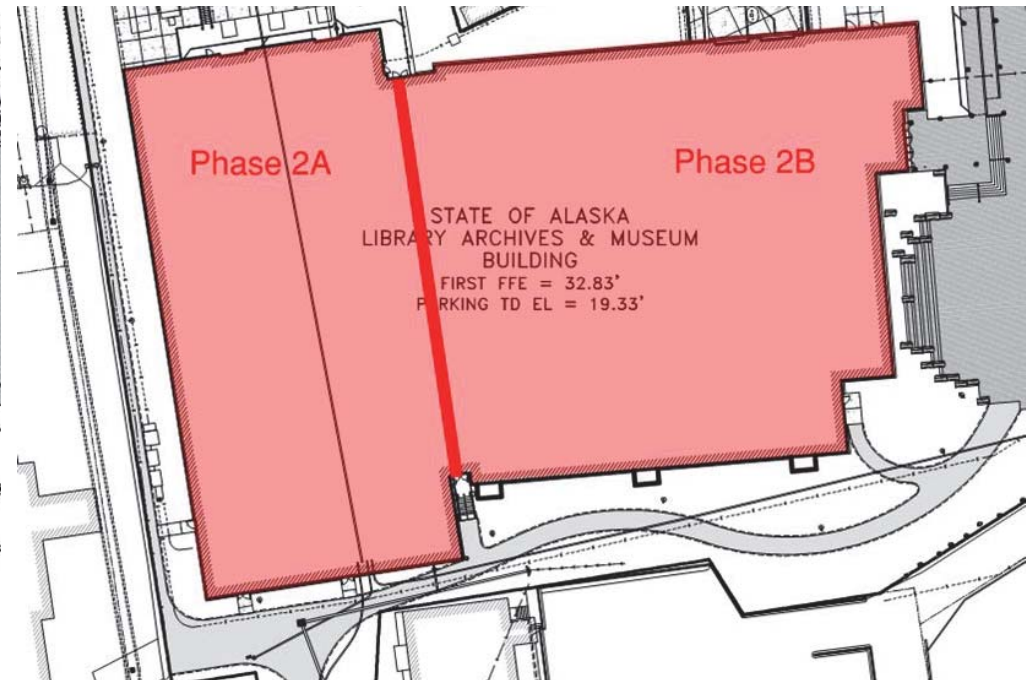 Phase 2A
Phase 2B
STATE OF ALASKA
LIBRARY ARCHIVES & MUSEUM
BUILDING
FIRST FFE = 32.83'
PARKING TD EL = 19.33'